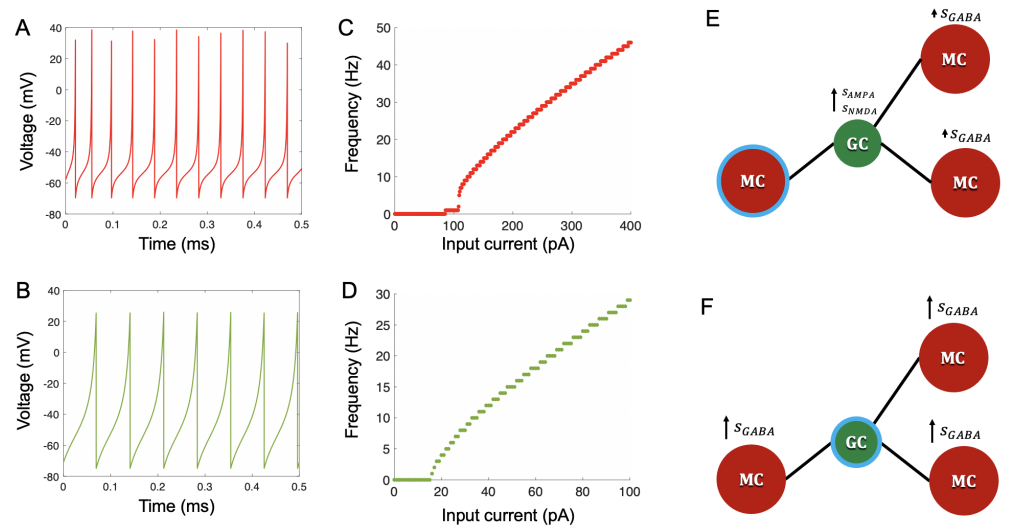 A
40
20
0
-20
-40
-60
-80
Voltage (mV)
0
0.1
0.2
0.3
0.4
0.5
Time (ms)
C
50
40
30
20
10
0
Frequency (Hz)
0
100
200
300
400
Input current (pA)
E
S_GABA
MC
S_AMPA
S_NMDA
GC
MC
S_GABA
MC
B
40
20
0
-20
-40
-60
-80
Voltage (mV)
0
0.1
0.2
0.3
0.4
0.5
Time (ms)
D
30
25
20
15
10
5
0
Frequency (Hz)
0
20
40
60
80
100
Input current (pA)
F
S_GABA
MC
S_GABA
GC
S_GABA
MC
MC